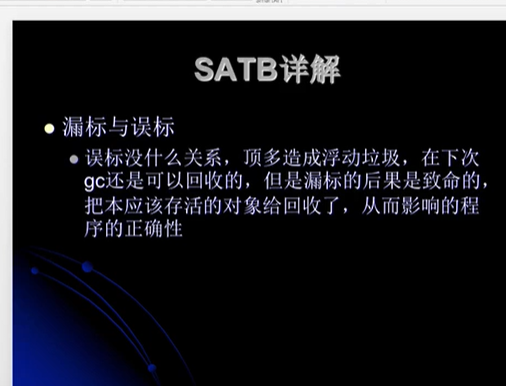 SATB详解
漏标与误标
误标没什么关系，顶多造成浮动垃圾，在下次
gc还是可以回收的，但是漏标的后果是致命的，
把本应该存活的对象给回收了，从而影响的程
序的正确性